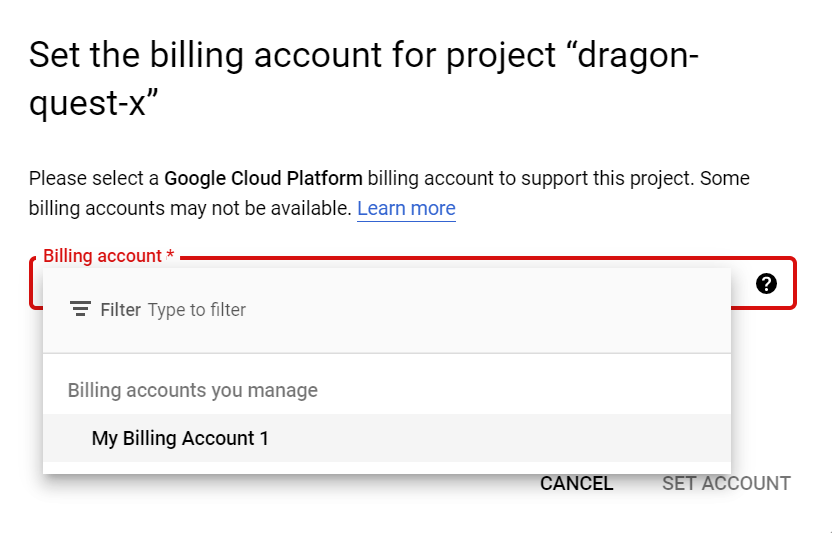 Set the billing account for project “dragon-
quest-x”
Please select a Google Cloud Platform billing account to support this project. Some
billing accounts may not be available. Learn more
Billing account *
?
Filter Type to filter
Billing accounts you manage
My Billing Account 1
CANCEL SET ACCOUNT